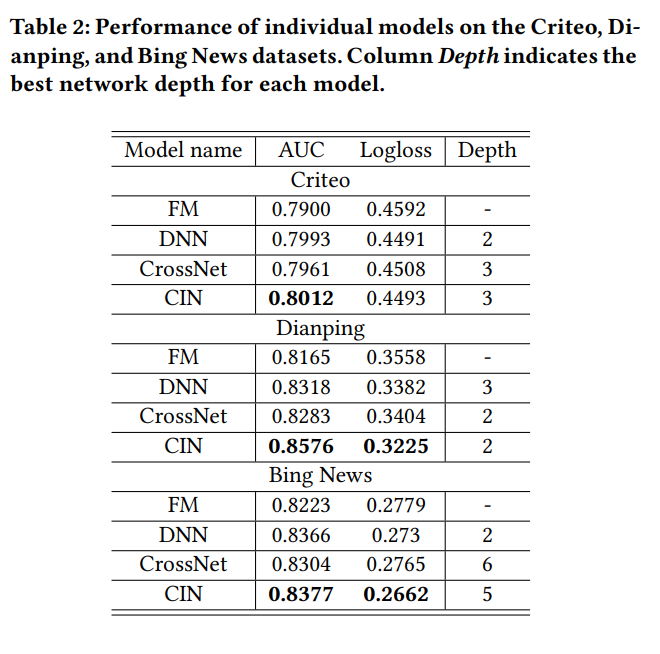 Table 2: Performance of individual models on the Criteo, Di-
anping, and Bing News datasets. Column Depth indicates the
best network depth for each model.
Model name AUC Logloss Depth
Criteo
FM 0.7900 0.4592 -
DNN 0.7993 0.4491 2
CrossNet 0.7961 0.4508 3
CIN 0.8012 0.4493 3
Dianping
FM 0.8165 0.3558 -
DNN 0.8318 0.3382 3
CrossNet 0.8283 0.3404 2
CIN 0.8576 0.3225 2
Bing News
FM 0.8223 0.2779 -
DNN 0.8366 0.273 2
CrossNet 0.8304 0.2765 6
CIN 0.8377 0.2662 5